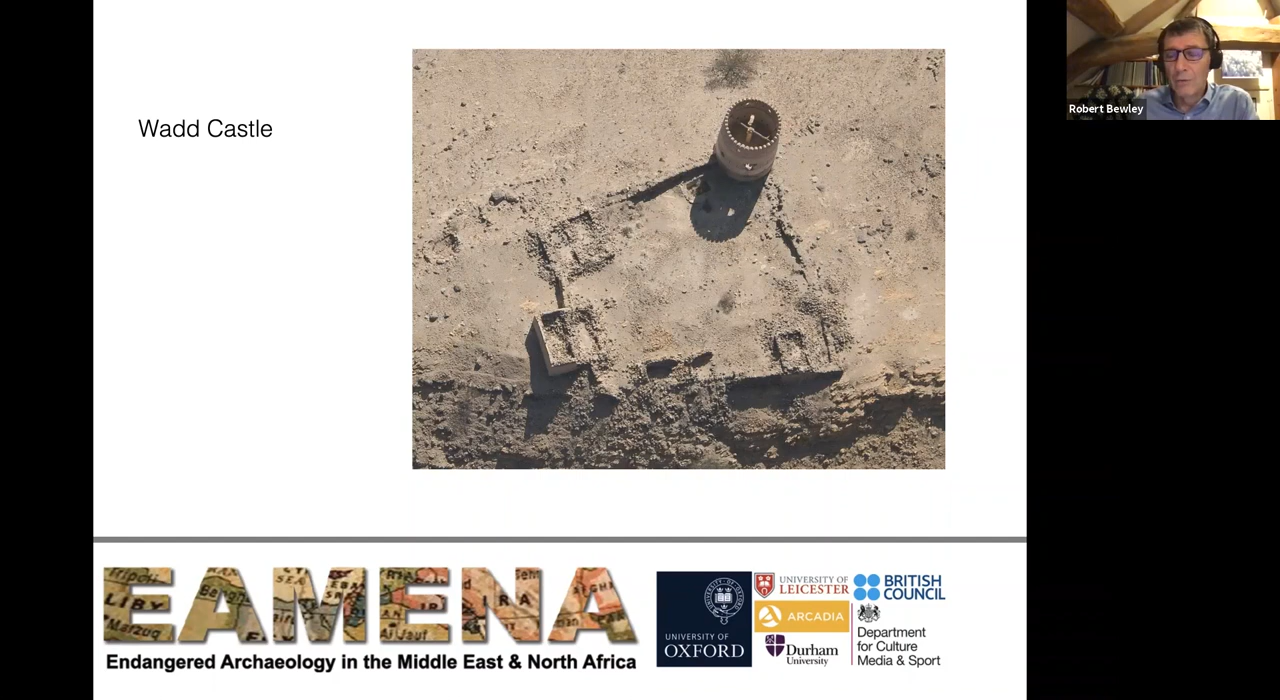 Wadd Castle
Robert Bewley
EAMENA
Endangered Archaeology in the Middle East & North Africa
UNIVERSITY OF
OXFORD
UNIVERSITY OF
LEICESTER
BRITISH
COUNCIL
ARCADIA
Durham
University
Department
for Culture
Media & Sport